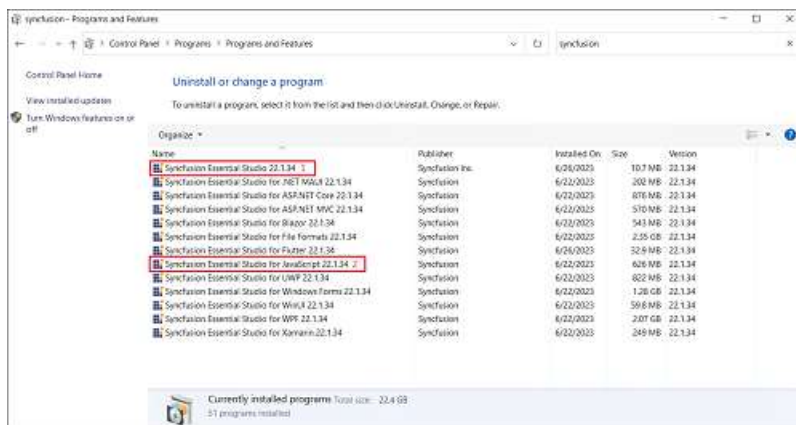 syncfusion - Programs and Features
Control Panel > Programs > Programs and Features
syncfusion
Control Panel Home
View installed updates
Turn Windows features on or off
Uninstall or change a program
To uninstall a program, select it from the list and then click Uninstall, Change, or Repair.
Organize
Name Publisher Installed On Size Version
Syncfusion Essential Studio 22.1.34 1 Syncfusion Inc. 6/26/2023 10.7 MB 22.1.34
Syncfusion Essential Studio for .NET MAUI 22.1.34 Syncfusion 6/22/2023 202 MB 22.1.34
Syncfusion Essential Studio for ASP.NET Core 22.1.34 Syncfusion 6/22/2023 876 MB 22.1.34
Syncfusion Essential Studio for ASP.NET MVC 22.1.34 Syncfusion 6/22/2023 570 MB 22.1.34
Syncfusion Essential Studio for Blazor 22.1.34 Syncfusion 6/22/2023 543 MB 22.1.34
Syncfusion Essential Studio for File Formats 22.1.34 Syncfusion 6/22/2023 2.35 GB 22.1.34
Syncfusion Essential Studio for Flutter 22.1.34 Syncfusion 6/26/2023 32.9 MB 22.1.34
Syncfusion Essential Studio for JavaScript 22.1.34 2 Syncfusion 6/22/2023 626 MB 22.1.34
Syncfusion Essential Studio for UWP 22.1.34 Syncfusion 6/22/2023 822 MB 22.1.34
Syncfusion Essential Studio for Windows Forms 22.1.34 Syncfusion 6/22/2023 1.28 GB 22.1.34
Syncfusion Essential Studio for WinUI 22.1.34 Syncfusion 6/22/2023 59.8 MB 22.1.34
Syncfusion Essential Studio for WPF 22.1.34 Syncfusion 6/22/2023 2.07 GB 22.1.34
Syncfusion Essential Studio for Xamarin 22.1.34 Syncfusion 6/22/2023 249 MB 22.1.34
Currently installed programs Total size: 22.4 GB
51 programs installed